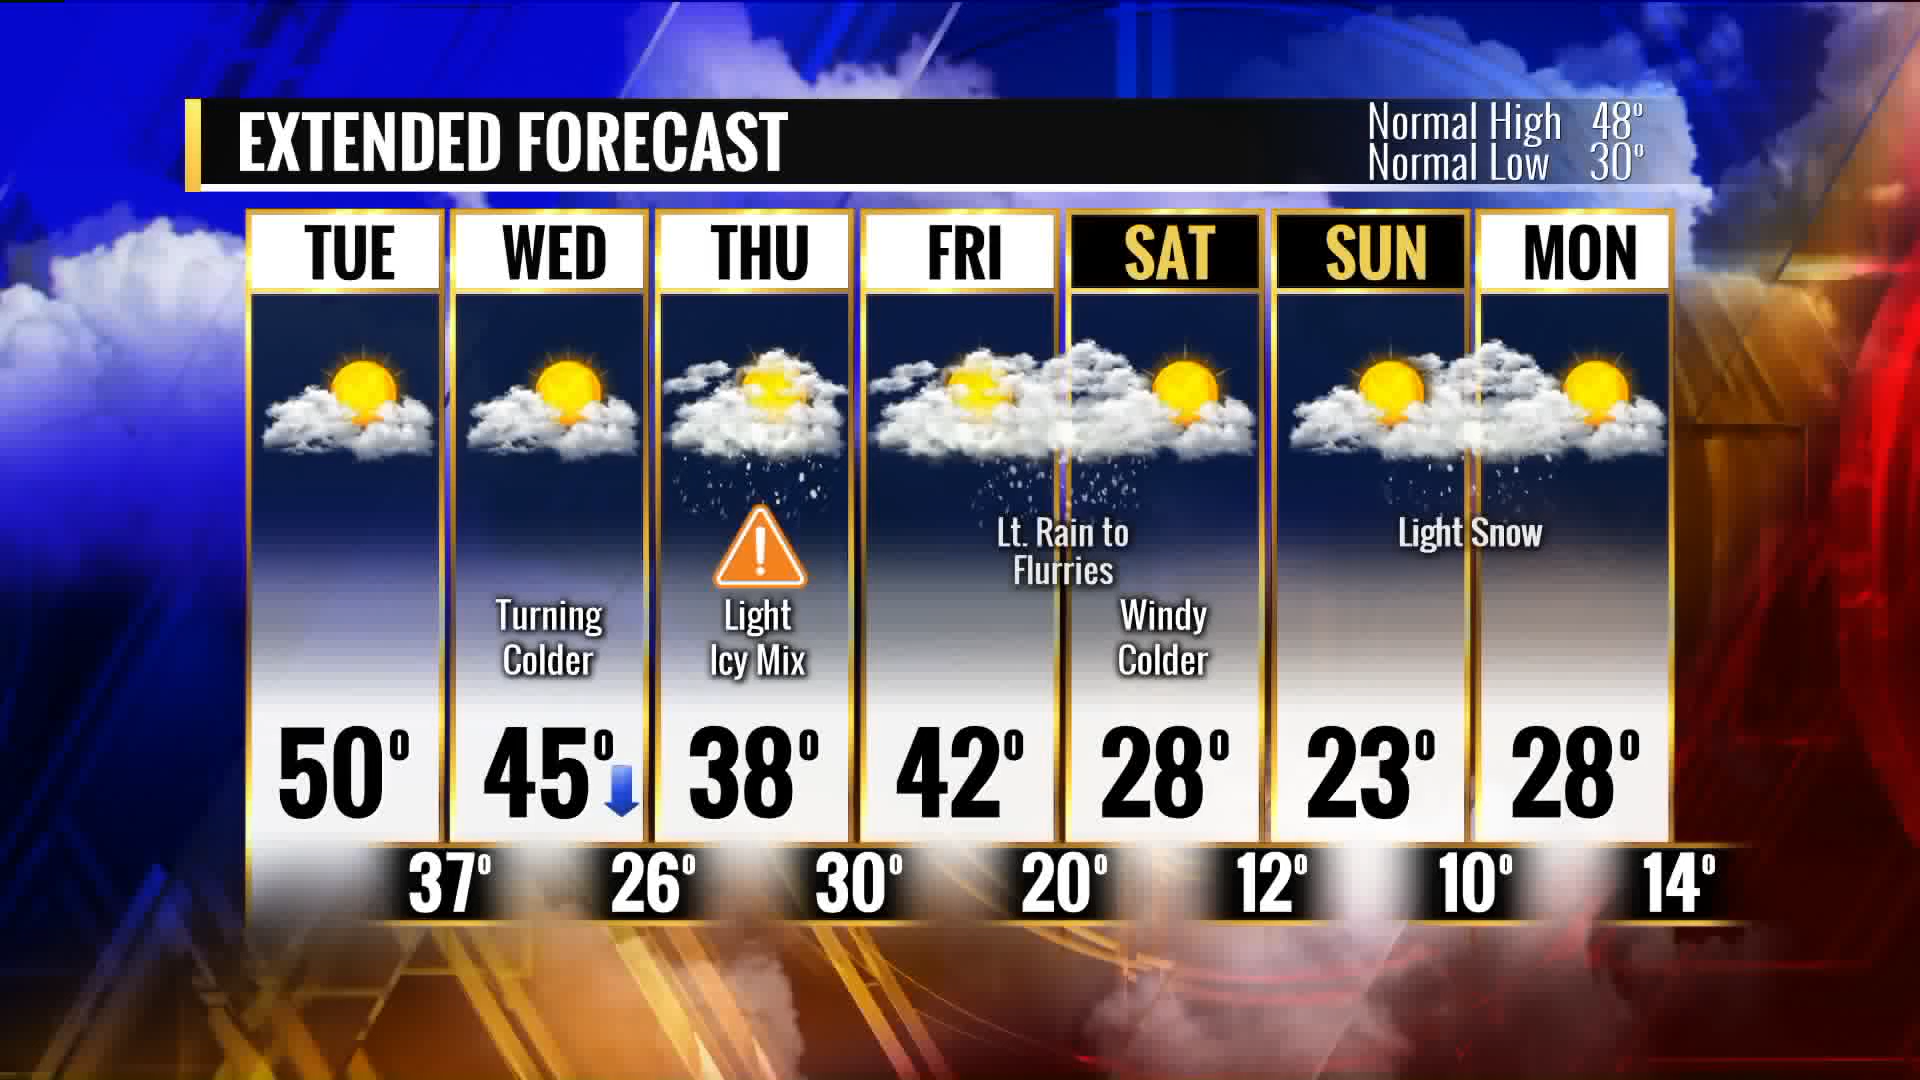 EXTENDED FORECAST
Normal High 48°
Normal Low 30°
TUE WED THU FRI SAT SUN MON
Lt. Rain to
Flurries
Light Snow
Turning
Colder
Light
Icy Mix
Windy
Colder
50° 45° 38° 42° 28° 23° 28°
37° 26° 30° 20° 12° 10° 14°